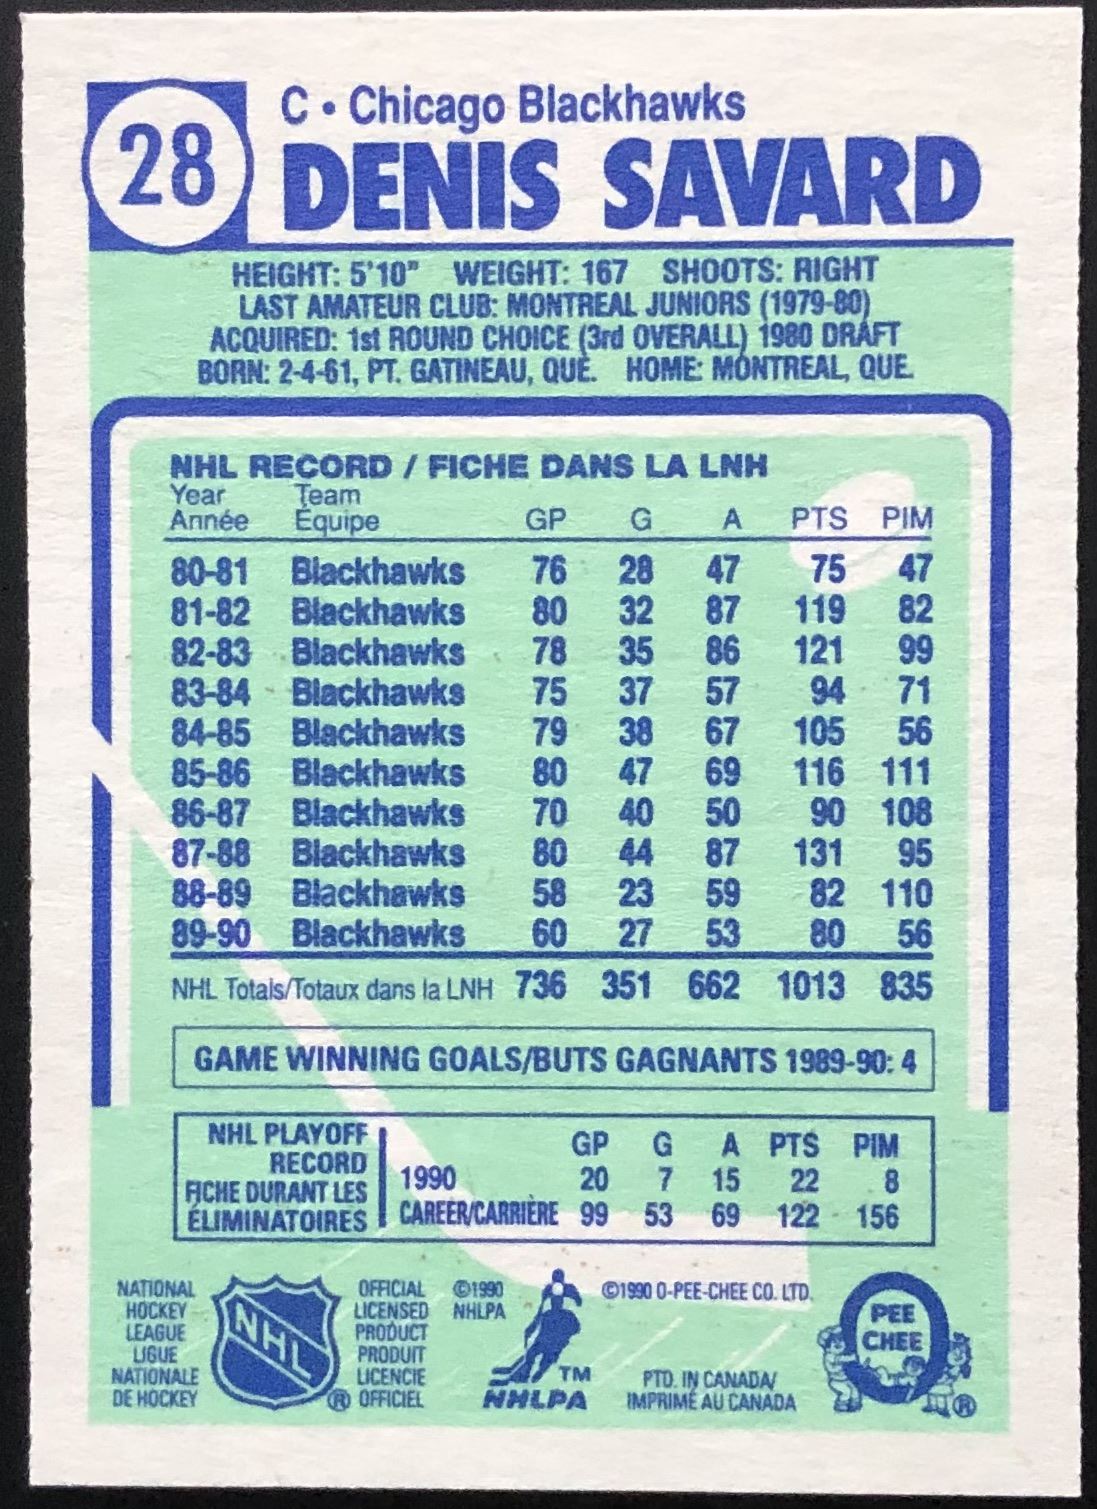 28
C • Chicago Blackhawks
DENIS SAVARD
HEIGHT: 5'10" WEIGHT: 167 SHOOTS: RIGHT
LAST AMATEUR CLUB: MONTREAL JUNIORS (1979-80)
ACQUIRED: 1st ROUND CHOICE (3rd OVERALL) 1980 DRAFT
BORN: 2-4-61, PT. GATINEAU, QUE. HOME: MONTREAL, QUE.
NHL RECORD / FICHE DANS LA LNH
Year Team
Année Équipe GP G A PTS PIM
80-81 Blackhawks 76 28 47 75 47
81-82 Blackhawks 80 32 87 119 82
82-83 Blackhawks 78 35 86 121 99
83-84 Blackhawks 75 37 57 94 71
84-85 Blackhawks 79 38 67 105 56
85-86 Blackhawks 80 47 69 116 111
86-87 Blackhawks 70 40 50 90 108
87-88 Blackhawks 80 44 87 131 95
88-89 Blackhawks 58 23 59 82 110
89-90 Blackhawks 60 27 53 80 56
NHL Totals/Totaux dans la LNH 736 351 662 1013 835
GAME WINNING GOALS/BUTS GAGNANTS 1989-90: 4
NHL PLAYOFF
RECORD
FICHE DURANT LES
ÉLIMINATOIRES
GP G A PTS PIM
1990 20 7 15 22 8
CAREER/CARRIÈRE 99 53 69 122 156
NATIONAL
HOCKEY
LEAGUE
LIGUE
NATIONALE
DE HOCKEY
NHL
®
OFFICIAL
LICENSED
PRODUCT
PRODUIT
LICENCIE
OFFICIEL
©1990
NHLPA
TM
NHLPA
©1990 O-PEE-CHEE CO. LTD.
PTD. IN CANADA/
IMPRIMÉ AU CANADA
O
PEE
CHEE
®